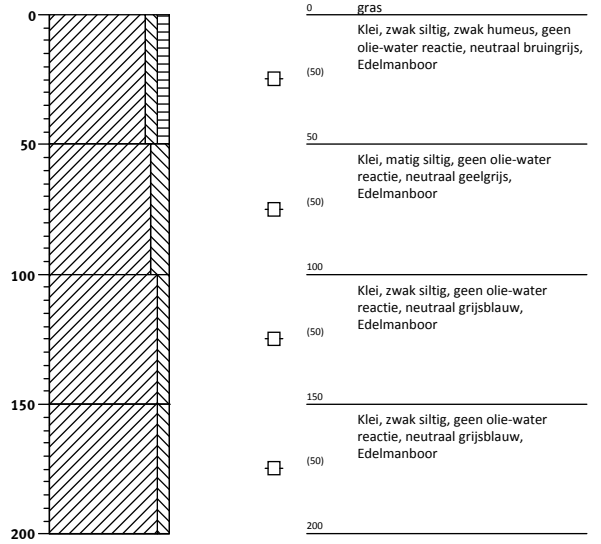 0
50
100
150
200
0 gras
Klei, zwak siltig, zwak humeus, geen
olie-water reactie, neutraal bruingrijs,
(50) Edelmanboor
50
Klei, matig siltig, geen olie-water
reactie, neutraal geelgrijs,
(50) Edelmanboor
100
Klei, zwak siltig, geen olie-water
reactie, neutraal grijsblauw,
(50) Edelmanboor
150
Klei, zwak siltig, geen olie-water
reactie, neutraal grijsblauw,
(50) Edelmanboor
200